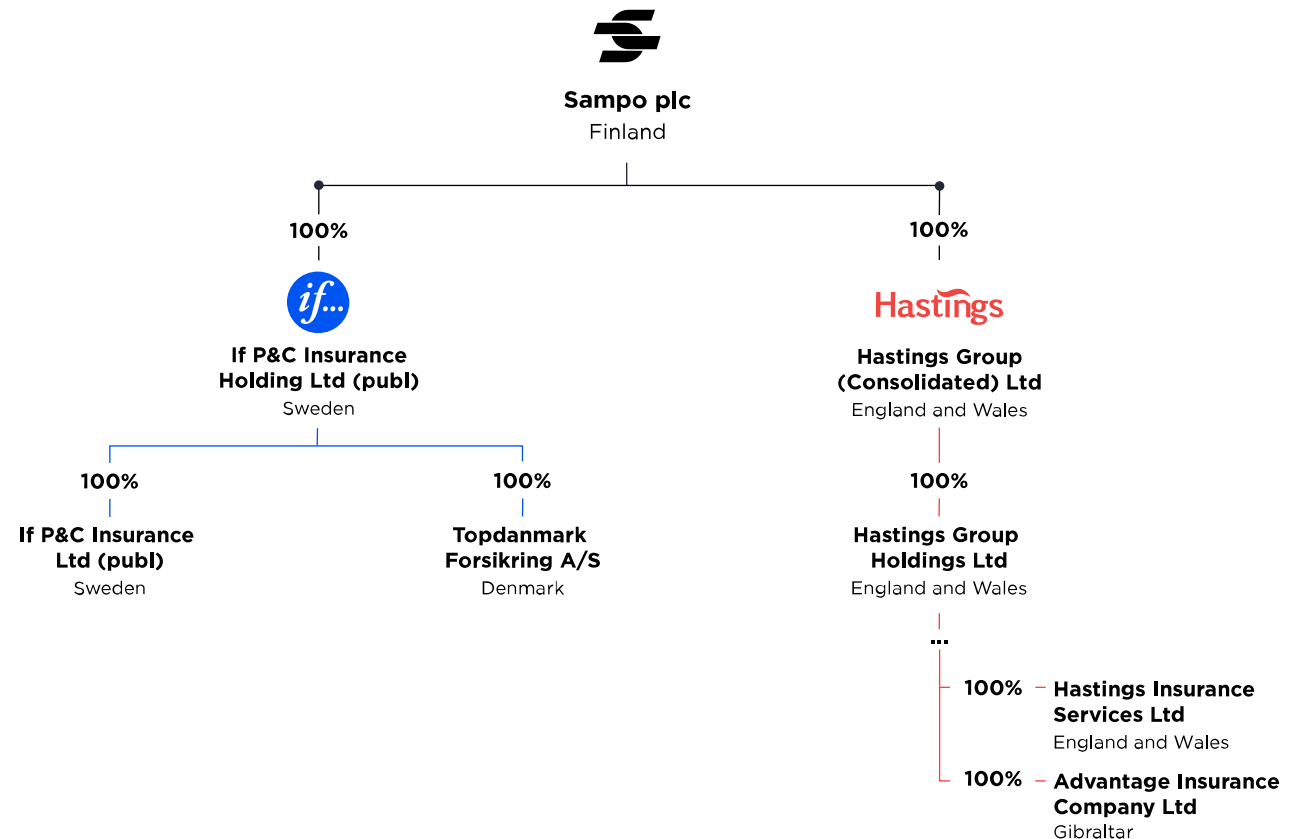 Sampo plc
Finland
100%
100%
if...
Hastings
If P&C Insurance
Holding Ltd (publ)
Sweden
Hastings Group
(Consolidated) Ltd
England and Wales
100%
100%
100%
If P&C Insurance
Ltd (publ)
Sweden
Topdanmark
Forsikring A/S
Denmark
Hastings Group
Holdings Ltd
England and Wales
...
100%
Hastings Insurance
Services Ltd
England and Wales
100%
Advantage Insurance
Company Ltd
Gibraltar